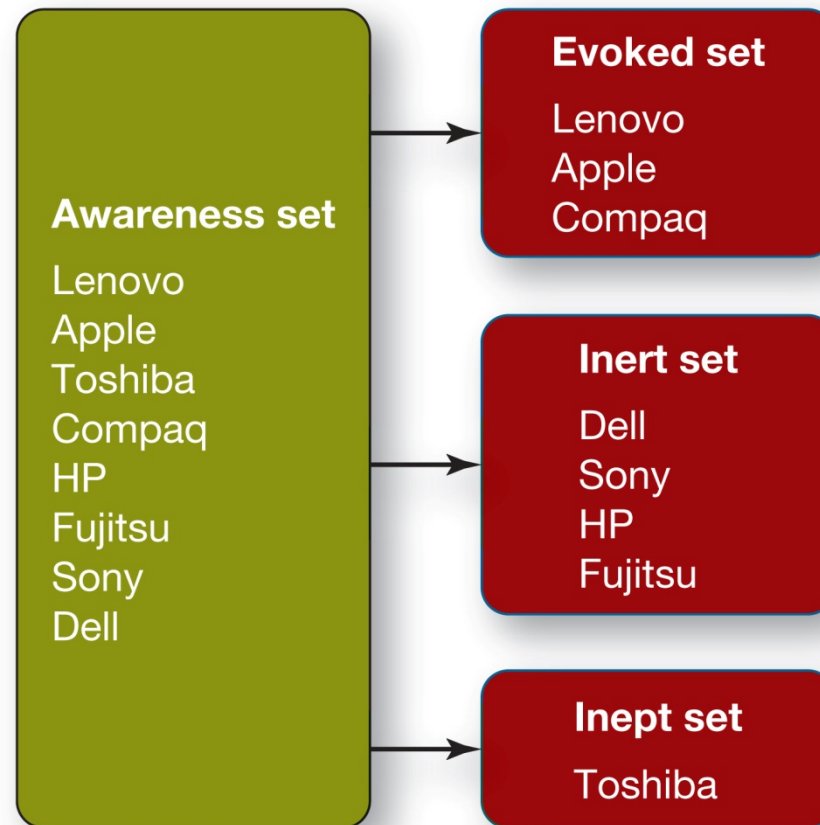 Awareness set
Lenovo
Apple
Toshiba
Compaq
HP
Fujitsu
Sony
Dell
Evoked set
Lenovo
Apple
Compaq
Inert set
Dell
Sony
HP
Fujitsu
Inept set
Toshiba